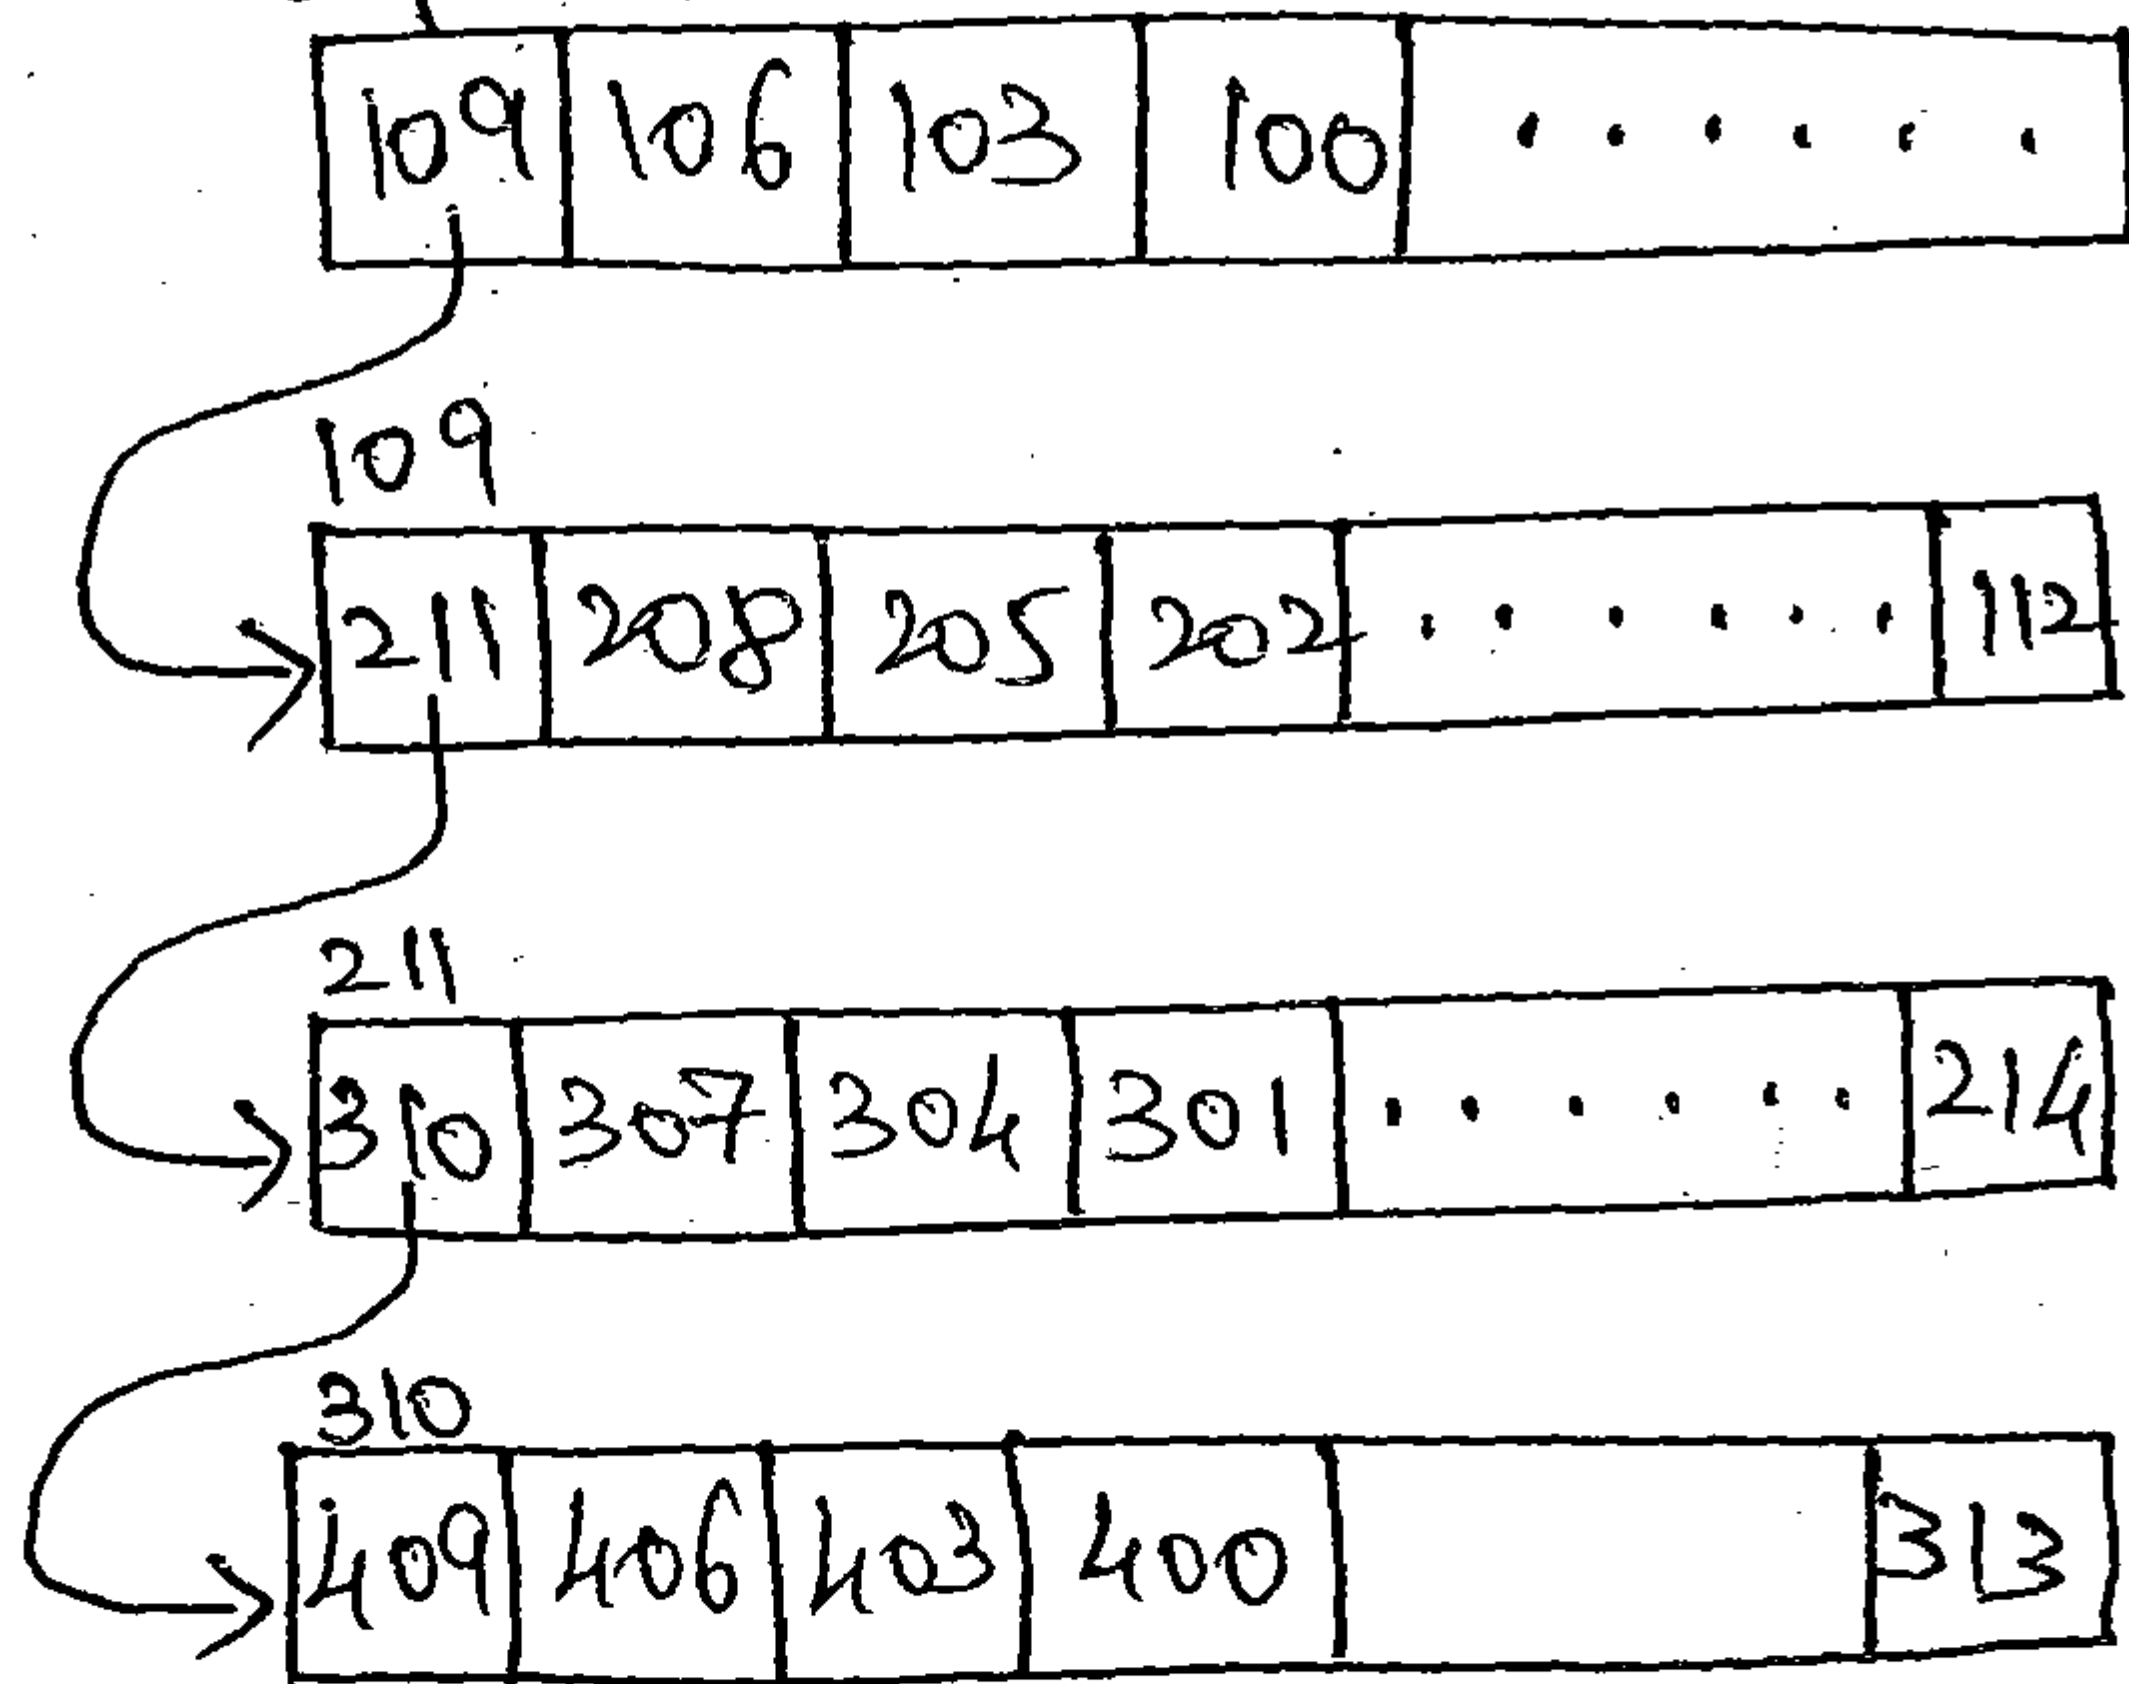 109 106 103 100 . . . . . .
109
211 208 205 202 . . . . . . 112
211
310 307 304 301 . . . . . . 214
310
409 406 403 400 313